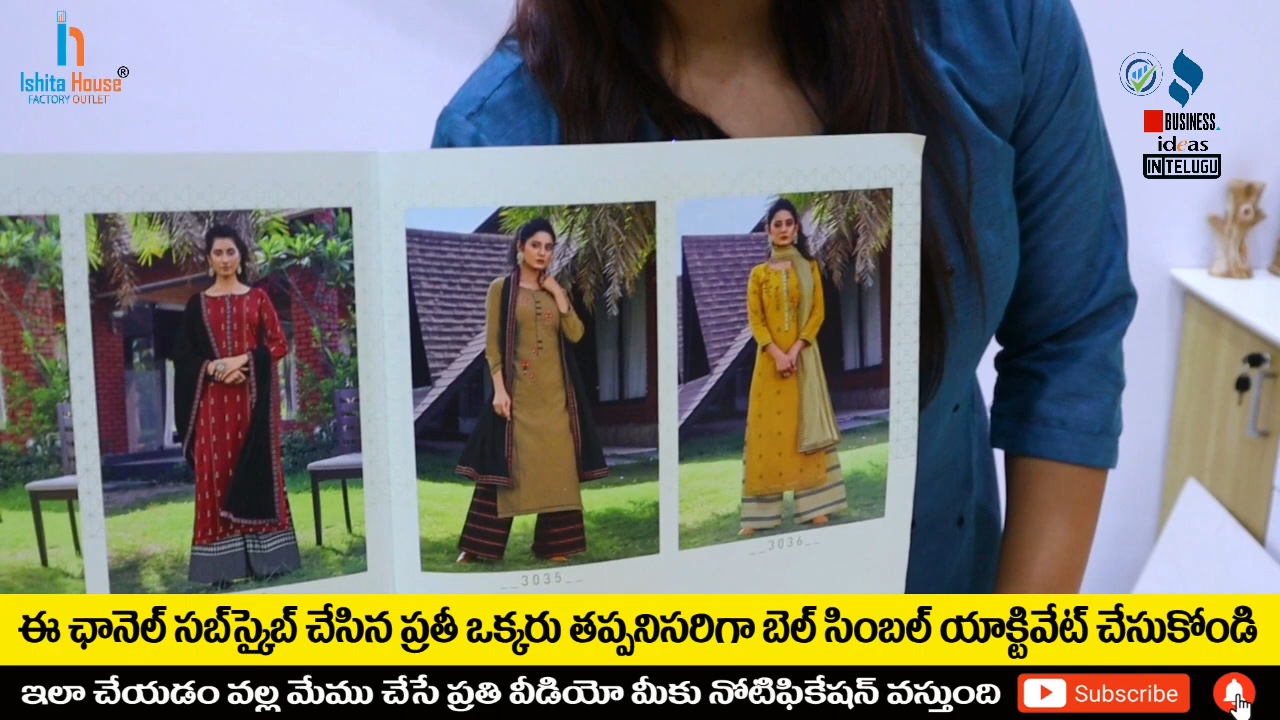 Ishita House®
FACTORY OUTLET
BUSINESS
ideas
IN TELUGU
3035
3036
ఈ ఛానెల్ సబ్‌స్క్రైబ్ చేసిన ప్రతీ ఒక్కరు తప్పనిసరిగా బెల్ సింబల్ యాక్టివేట్ చేసుకోండి
ఇలా చేయడం వల్ల మేము చేసే ప్రతి వీడియో మీకు నోటిఫికేషన్ వస్తుంది
Subscribe